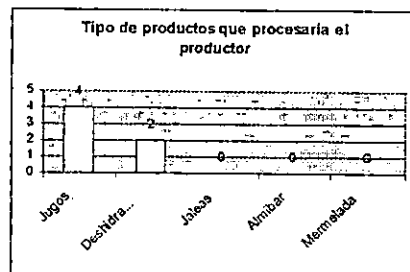 Tipo de productos que procesaría el
productor
5
4
3
2
1
0
4
2
0
0
0
Jugos
Deshidra...
Jaleas
Almibar
Mermelada